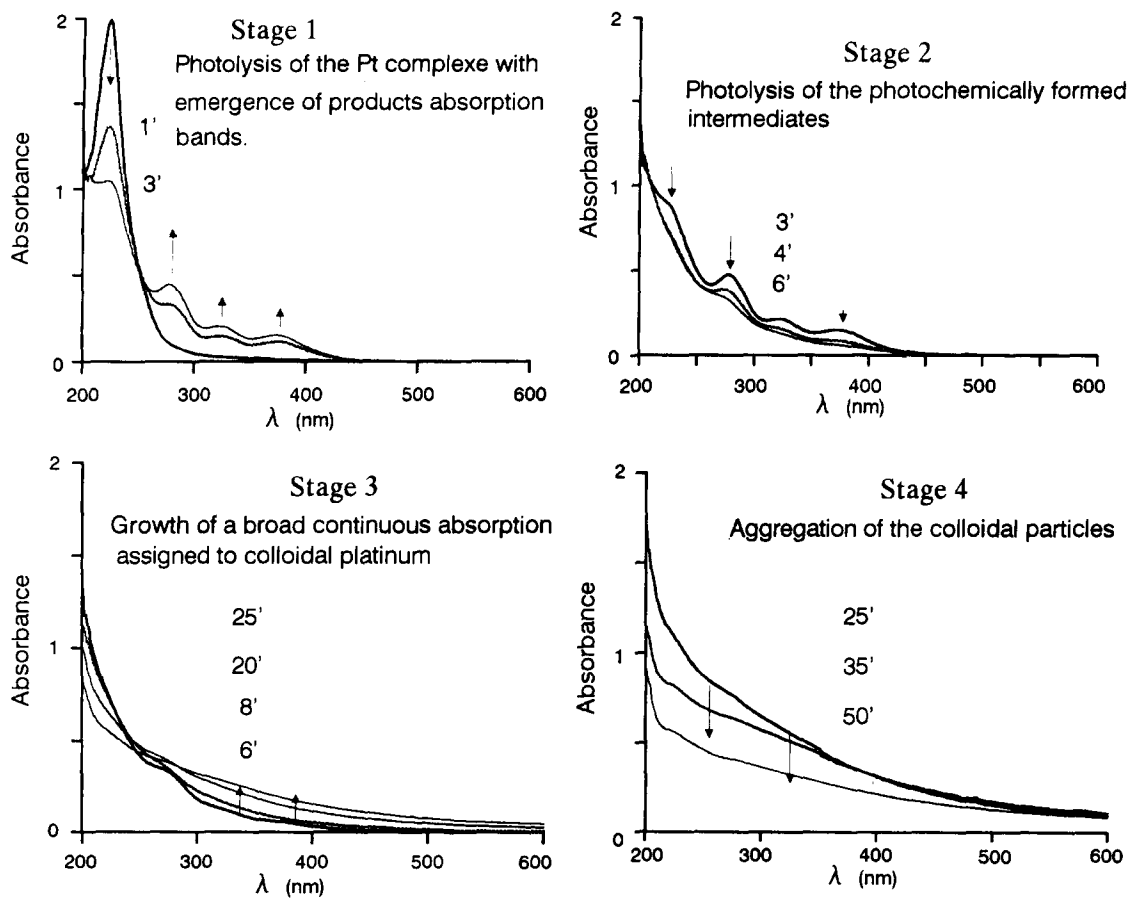 Stage 1
Photolysis of the Pt complexe with
emergence of products absorption
bands.
1'
3'
Absorbance
2
1
0
200 300 400 500 600
λ (nm)
Stage 2
Photolysis of the photochemically formed
intermediates
3'
4'
6'
Absorbance
2
1
0
200 300 400 500 600
λ (nm)
Stage 3
Growth of a broad continuous absorption
assigned to colloidal platinum
25'
20'
8'
6'
Absorbance
2
1
0
200 300 400 500 600
λ (nm)
Stage 4
Aggregation of the colloidal particles
25'
35'
50'
Absorbance
2
1
0
200 300 400 500 600
λ (nm)